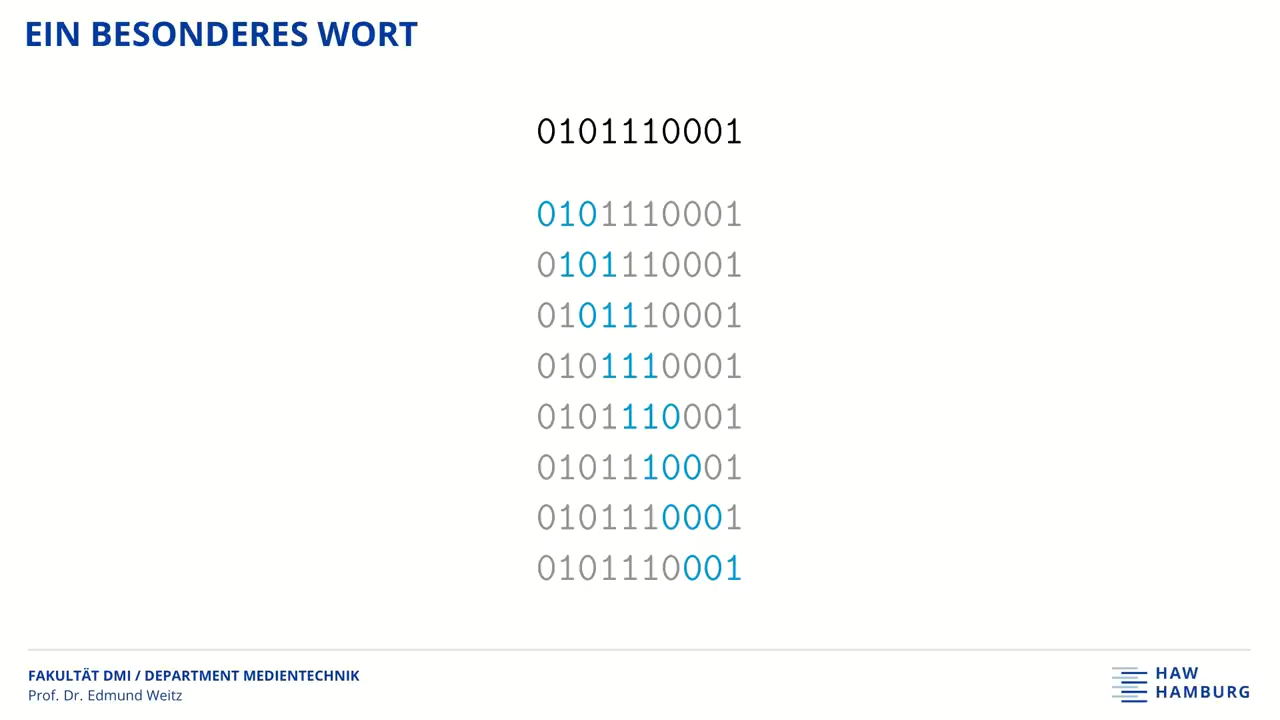 EIN BESONDERES WORT
0101110001
0101110001
0101110001
0101110001
0101110001
0101110001
0101110001
0101110001
0101110001
FAKULTÄT DMI / DEPARTMENT MEDIENTECHNIK
Prof. Dr. Edmund Weitz
HAW
HAMBURG